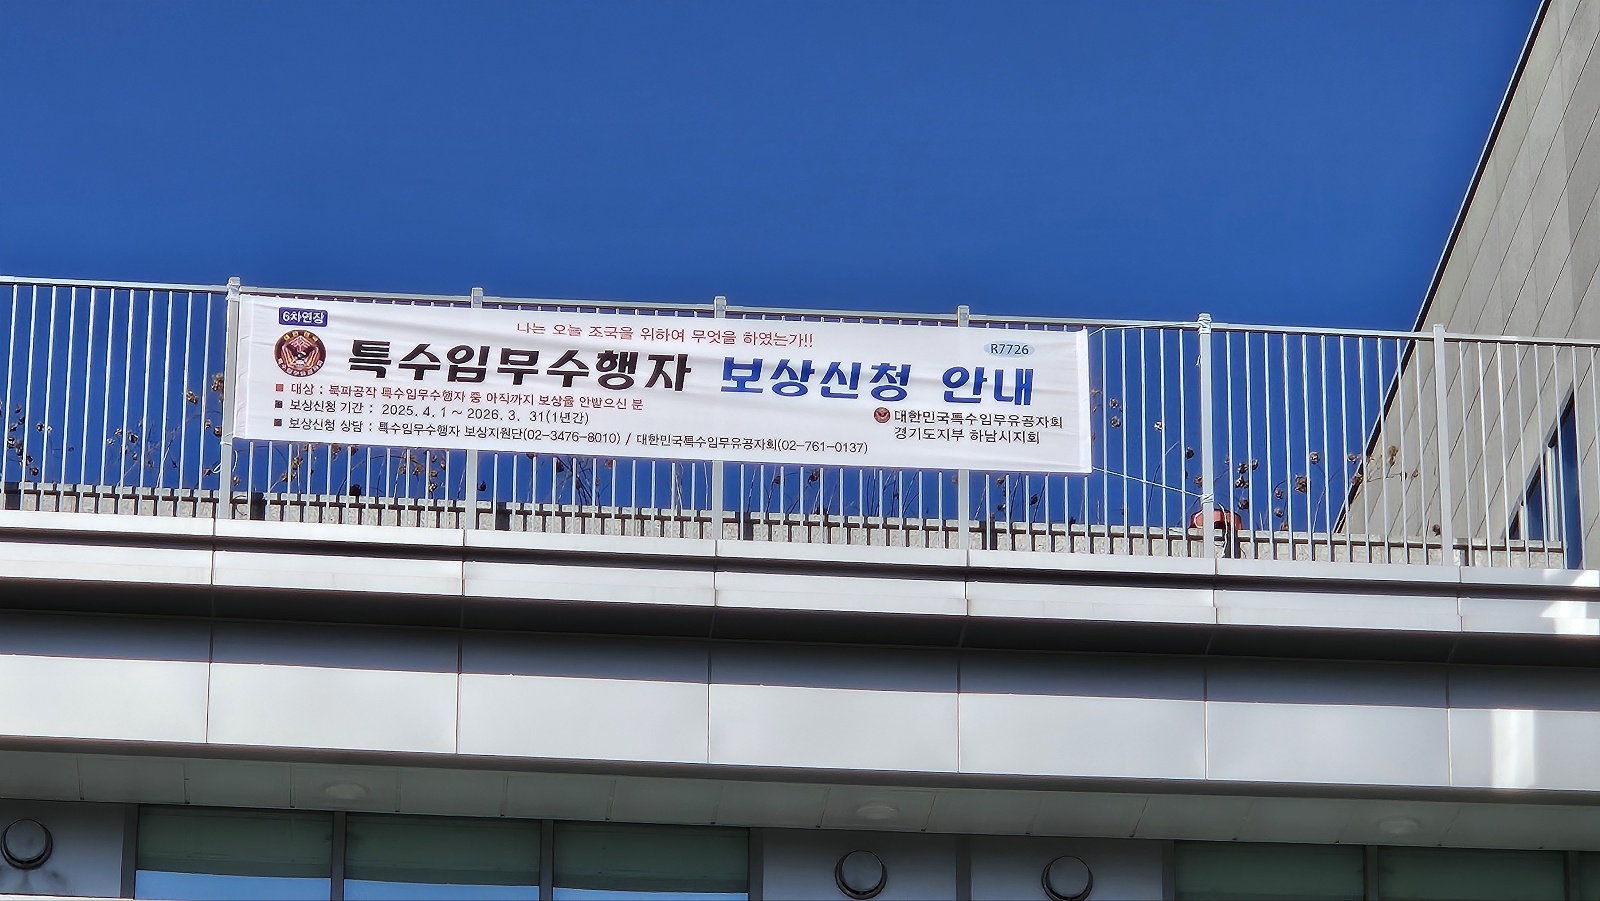 6차연장
나는 오늘 조국을 위하여 무엇을 하였는가!!
R7726
특수임무수행자 보상신청 안내
■ 대상 : 북파공작 특수임무수행자 중 아직까지 보상을 안받으신 분
■ 보상신청 기간 : 2025. 4. 1 ~ 2026. 3. 31(1년간)
■ 보상신청 상담 : 특수임무수행자 보상지원단(02-3476-8010) / 대한민국특수임무유공자회(02-761-0137)
대한민국특수임무유공자회
경기도지부 하남시지회